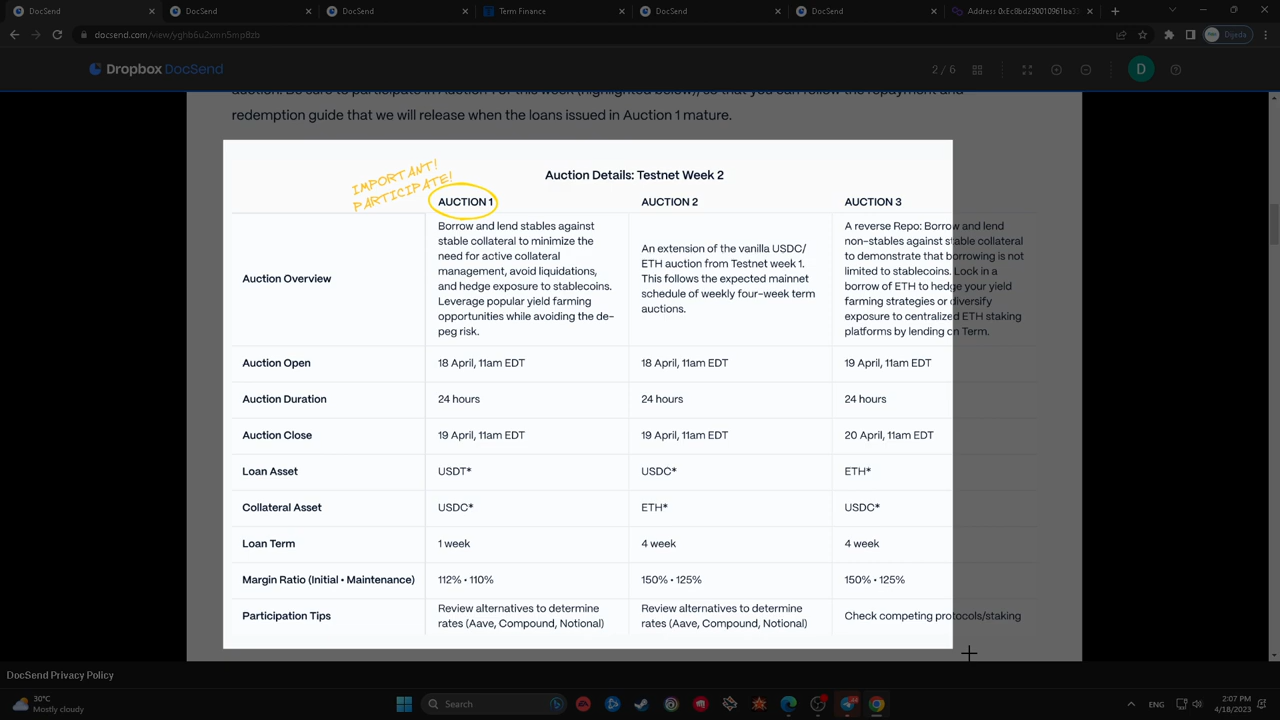 DocSend
DocSend
DocSend
Term Finance
DocSend
DocSend
docsend.com/view/yghb6u2xmn5mp8zb
Dijeda
Dropbox DocSend
2 / 6
D
redemption guide that we will release when the loans issued in Auction 1 mature.
IMPORTANT!
PARTICIPATE!
Auction Details: Testnet Week 2
AUCTION 1
AUCTION 2
AUCTION 3
Auction Overview
Borrow and lend stables against
stable collateral to minimize the
need for active collateral
management, avoid liquidations,
and hedge exposure to stablecoins.
Leverage popular yield farming
opportunities while avoiding the de-
peg risk.
An extension of the vanilla USDC/
ETH auction from Testnet week 1.
This follows the expected mainnet
schedule of weekly four-week term
auctions.
A reverse Repo: Borrow and lend
non-stables against stable collateral
to demonstrate that borrowing is not
limited to stablecoins. Lock in a
borrow of ETH to hedge your yield
farming strategies or diversify
exposure to centralized ETH staking
platforms by lending on Term.
Auction Open
18 April, 11am EDT
18 April, 11am EDT
19 April, 11am EDT
Auction Duration
24 hours
24 hours
24 hours
Auction Close
19 April, 11am EDT
19 April, 11am EDT
20 April, 11am EDT
Loan Asset
USDT*
USDC*
ETH*
Collateral Asset
USDC*
ETH*
USDC*
Loan Term
1 week
4 week
4 week
Margin Ratio (Initial • Maintenance)
112% • 110%
150% • 125%
150% • 125%
Participation Tips
Review alternatives to determine
rates (Aave, Compound, Notional)
Review alternatives to determine
rates (Aave, Compound, Notional)
Check competing protocols/staking
DocSend Privacy Policy
30°C
Mostly cloudy
Search
ENG
2:07 PM
4/18/2023